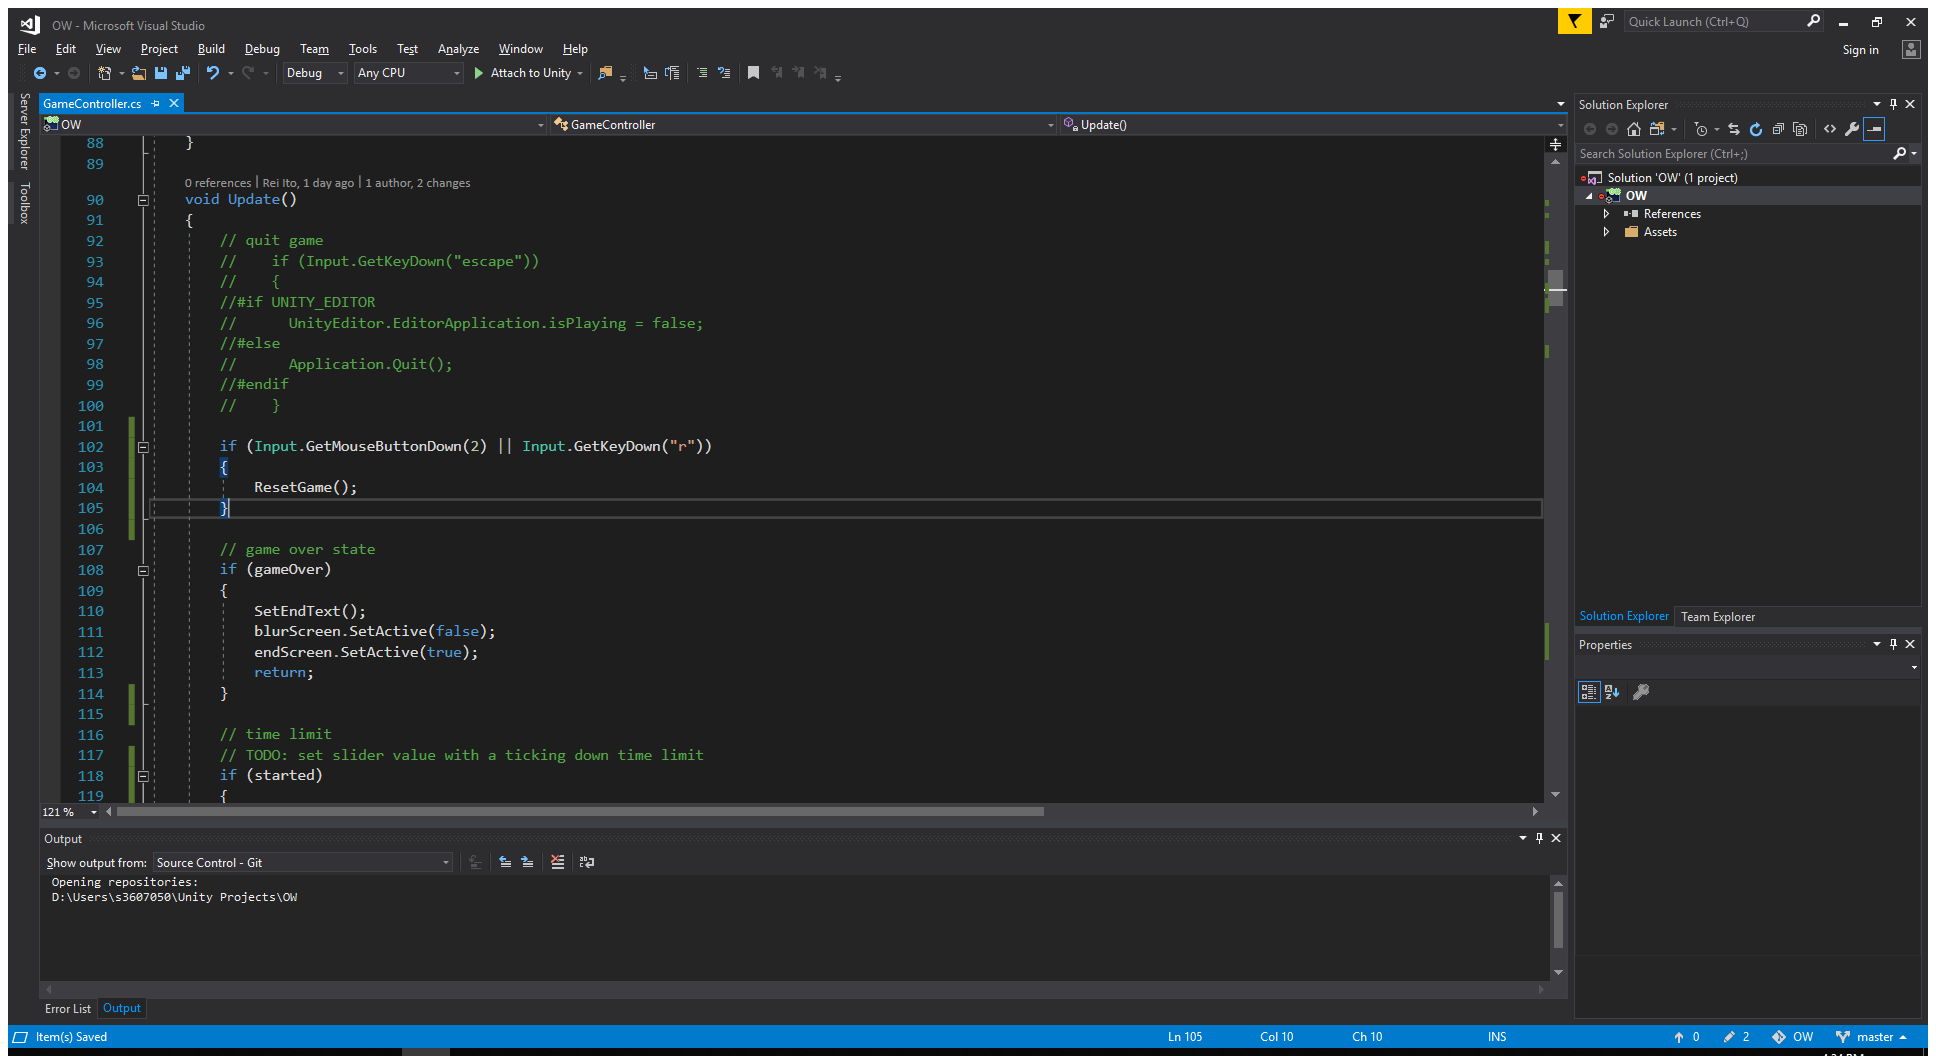 OW - Microsoft Visual Studio
Quick Launch (Ctrl+Q)
File Edit View Project Build Debug Team Tools Test Analyze Window Help
Sign in
Debug Any CPU Attach to Unity
Server Explorer
Toolbox
GameController.cs
OW GameController Update()
88 }
89
0 references | Rei Ito, 1 day ago | 1 author, 2 changes
90 void Update()
91 {
92 // quit game
93 // if (Input.GetKeyDown("escape"))
94 // {
95 //#if UNITY_EDITOR
96 // UnityEditor.EditorApplication.isPlaying = false;
97 //#else
98 // Application.Quit();
99 //#endif
100 // }
101
102 if (Input.GetMouseButtonDown(2) || Input.GetKeyDown("r"))
103 {
104 ResetGame();
105 }
106
107 // game over state
108 if (gameOver)
109 {
110 SetEndText();
111 blurScreen.SetActive(false);
112 endScreen.SetActive(true);
113 return;
114 }
115
116 // time limit
117 // TODO: set slider value with a ticking down time limit
118 if (started)
119 {
121 %
Output
Show output from: Source Control - Git
Opening repositories:
D:\Users\s3607050\Unity Projects\OW
Error List Output
Solution Explorer
Search Solution Explorer (Ctrl+;)
Solution 'OW' (1 project)
OW
References
Assets
Solution Explorer Team Explorer
Properties
Item(s) Saved Ln 105 Col 10 Ch 10 INS 0 2 OW master